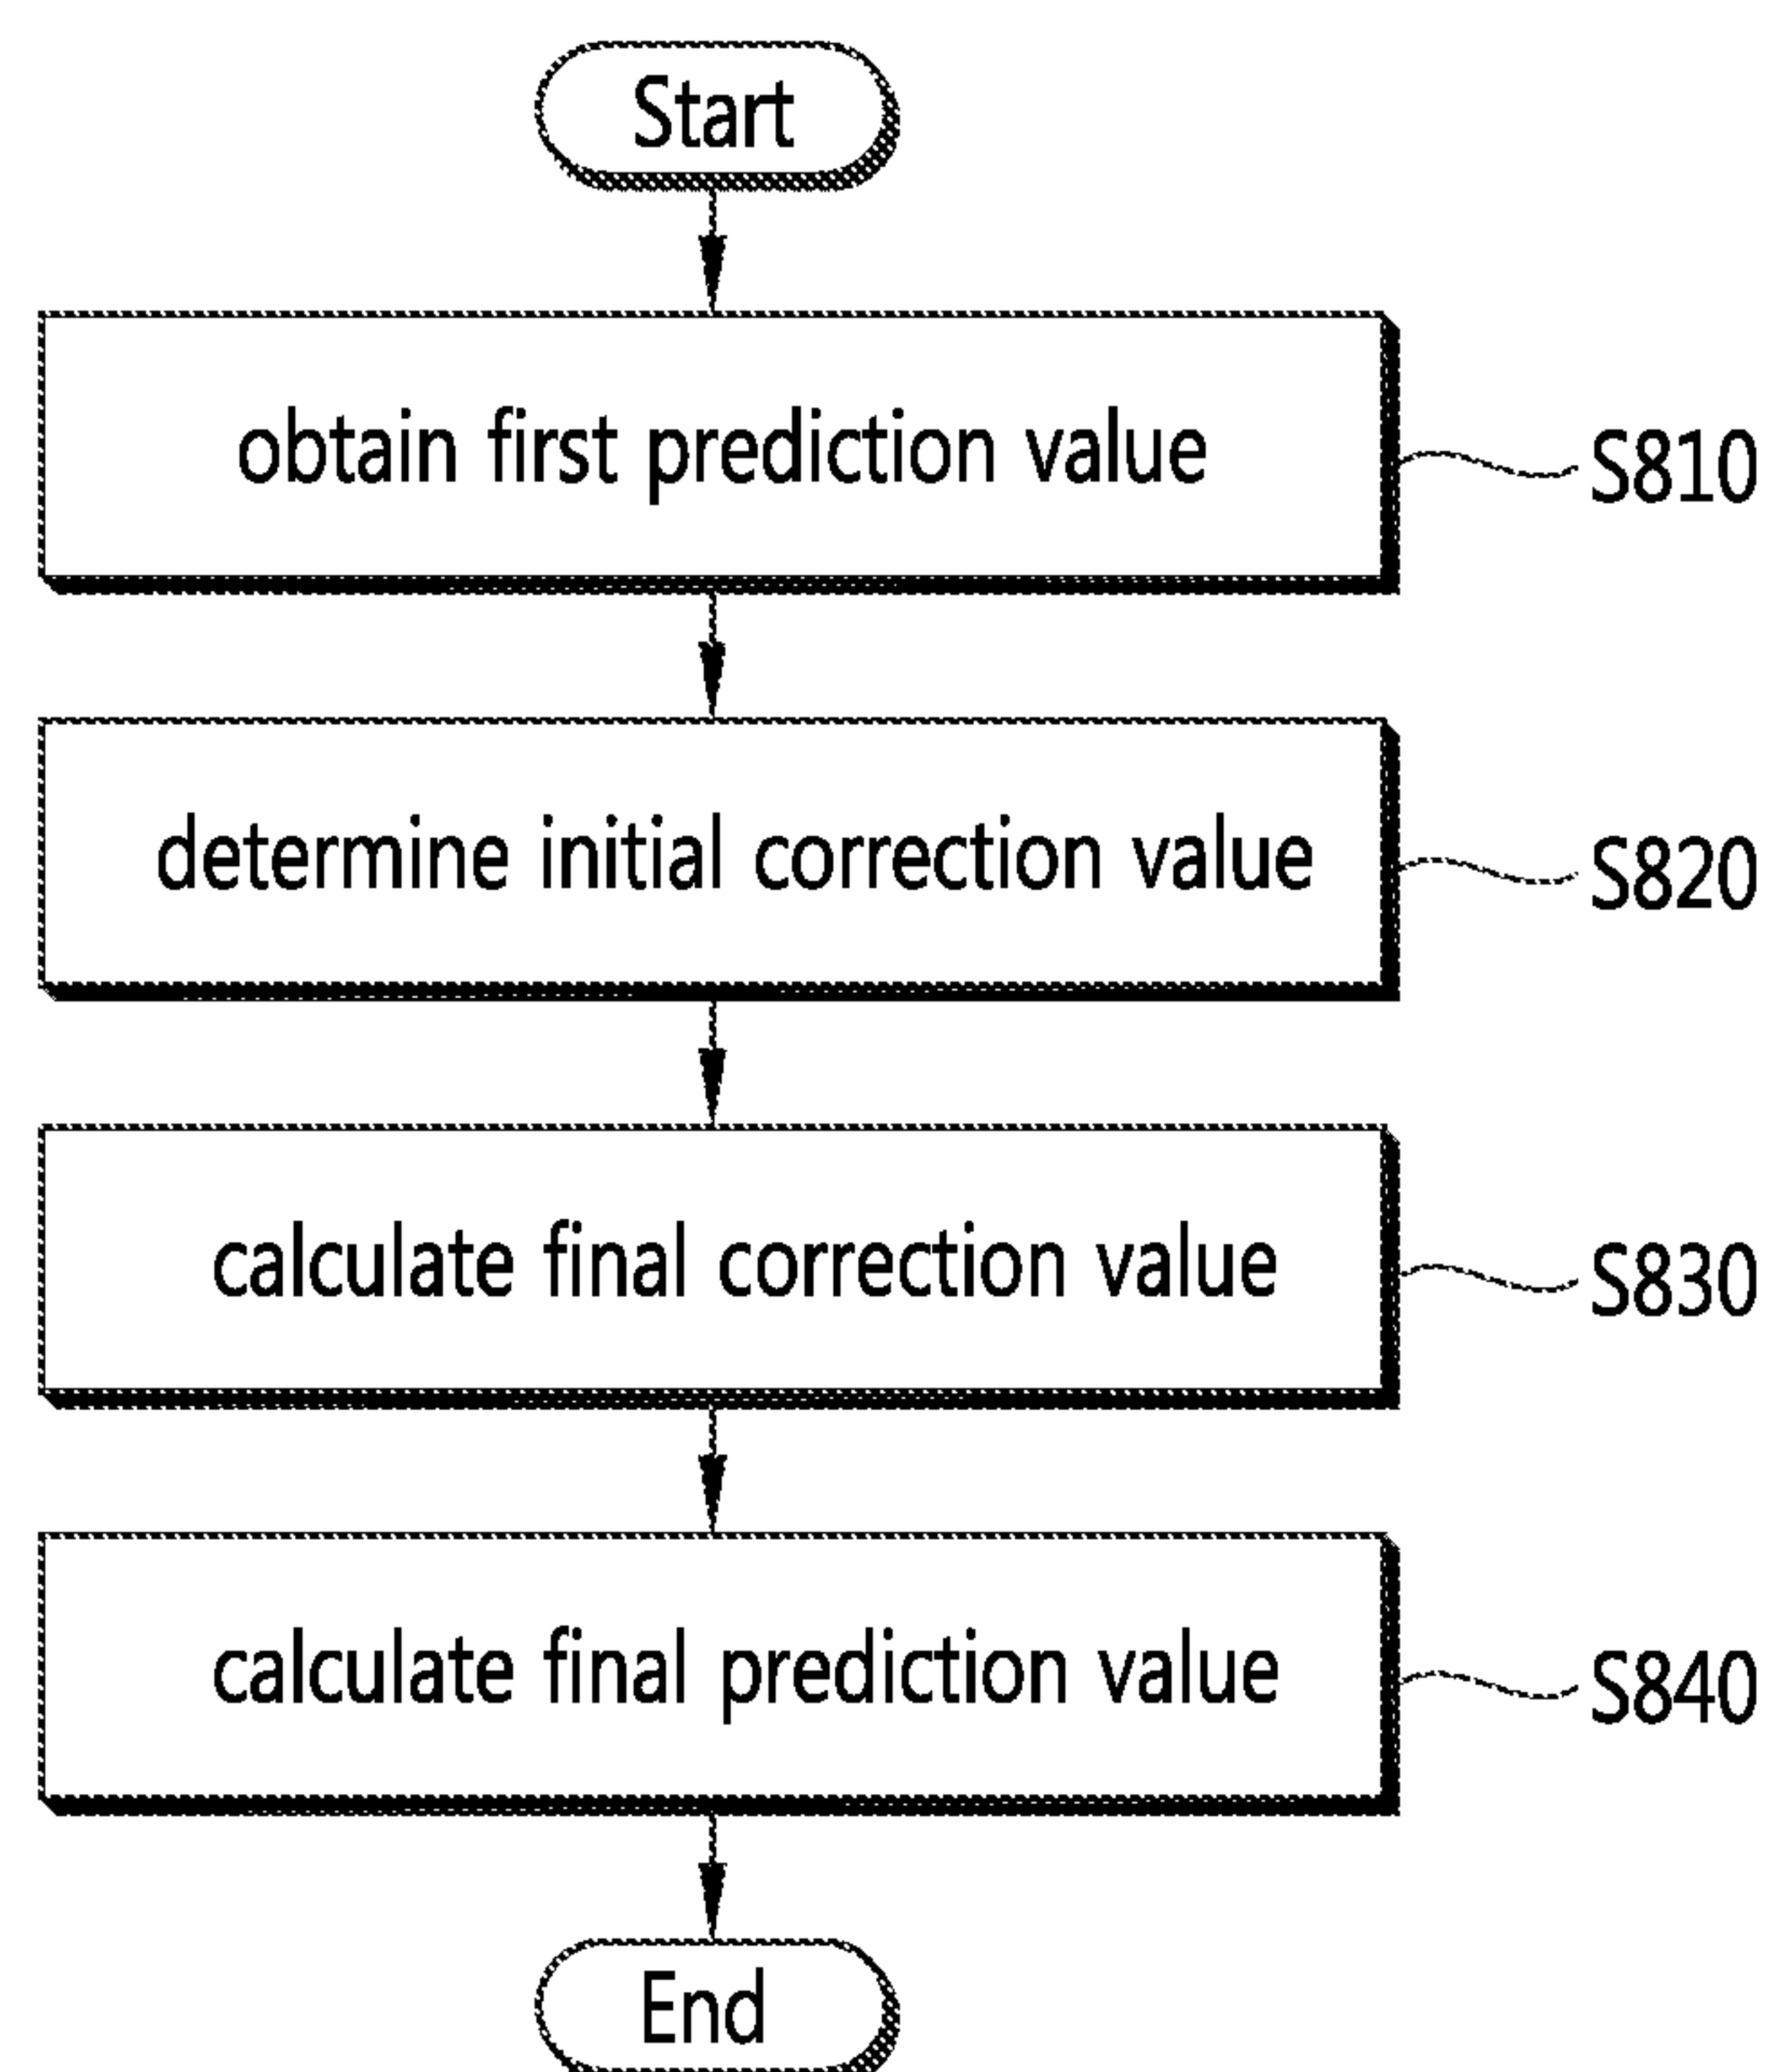 Start
obtain first prediction value
S810
determine initial correction value
S820
calculate final correction value
S830
calculate final prediction value
S840
End